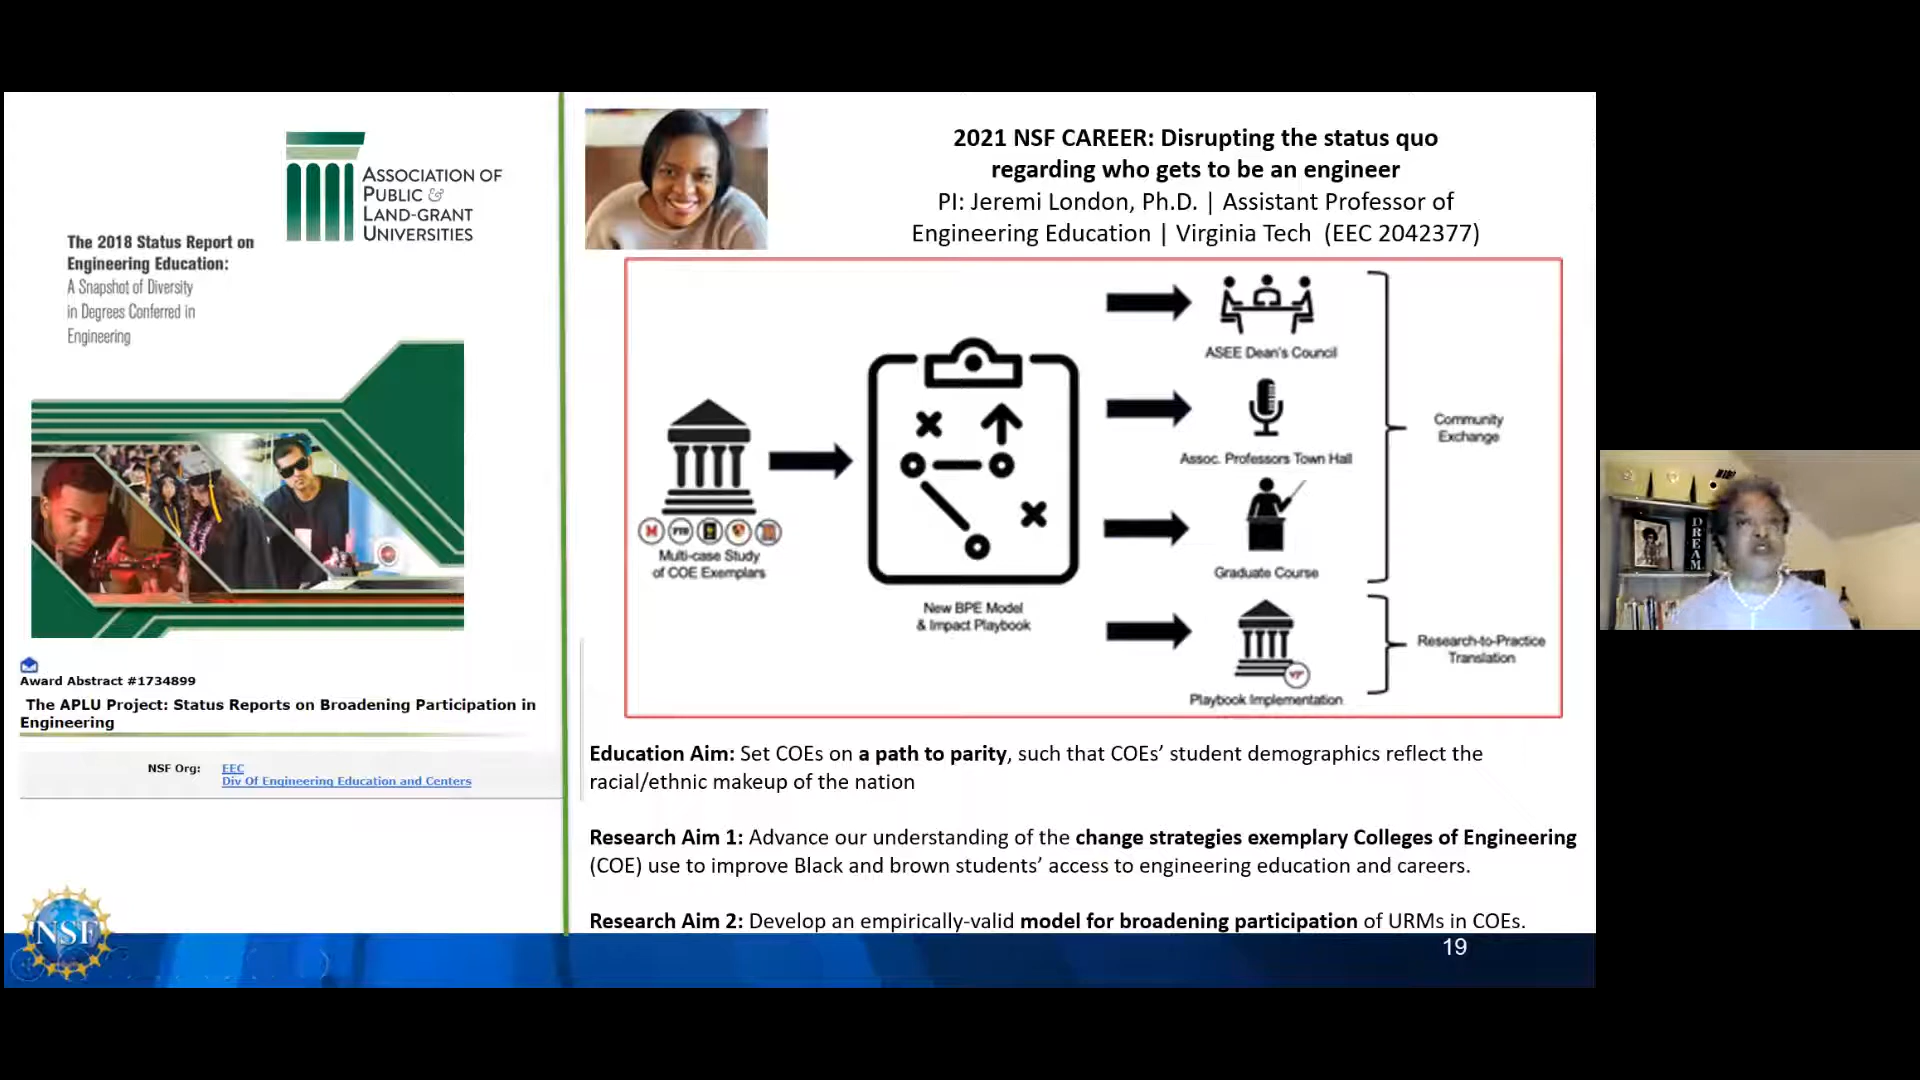 ASSOCIATION OF
PUBLIC &
LAND-GRANT
UNIVERSITIES
The 2018 Status Report on
Engineering Education:
A Snapshot of Diversity
in Degrees Conferred in
Engineering
Award Abstract #1734899
The APLU Project: Status Reports on Broadening Participation in
Engineering
NSF Org: EEC
Div Of Engineering Education and Centers
NSF
2021 NSF CAREER: Disrupting the status quo
regarding who gets to be an engineer
PI: Jeremi London, Ph.D. | Assistant Professor of
Engineering Education | Virginia Tech (EEC 2042377)
Multi-case Study
of COE Exemplars
New BPE Model
& Impact Playbook
ASEE Dean's Council
Assoc. Professors Town Hall
Graduate Course
Playbook Implementation
Community
Exchange
Research-to-Practice
Translation
Education Aim: Set COEs on a path to parity, such that COEs’ student demographics reflect the
racial/ethnic makeup of the nation
Research Aim 1: Advance our understanding of the change strategies exemplary Colleges of Engineering
(COE) use to improve Black and brown students’ access to engineering education and careers.
Research Aim 2: Develop an empirically-valid model for broadening participation of URMs in COEs.
19
DREAM